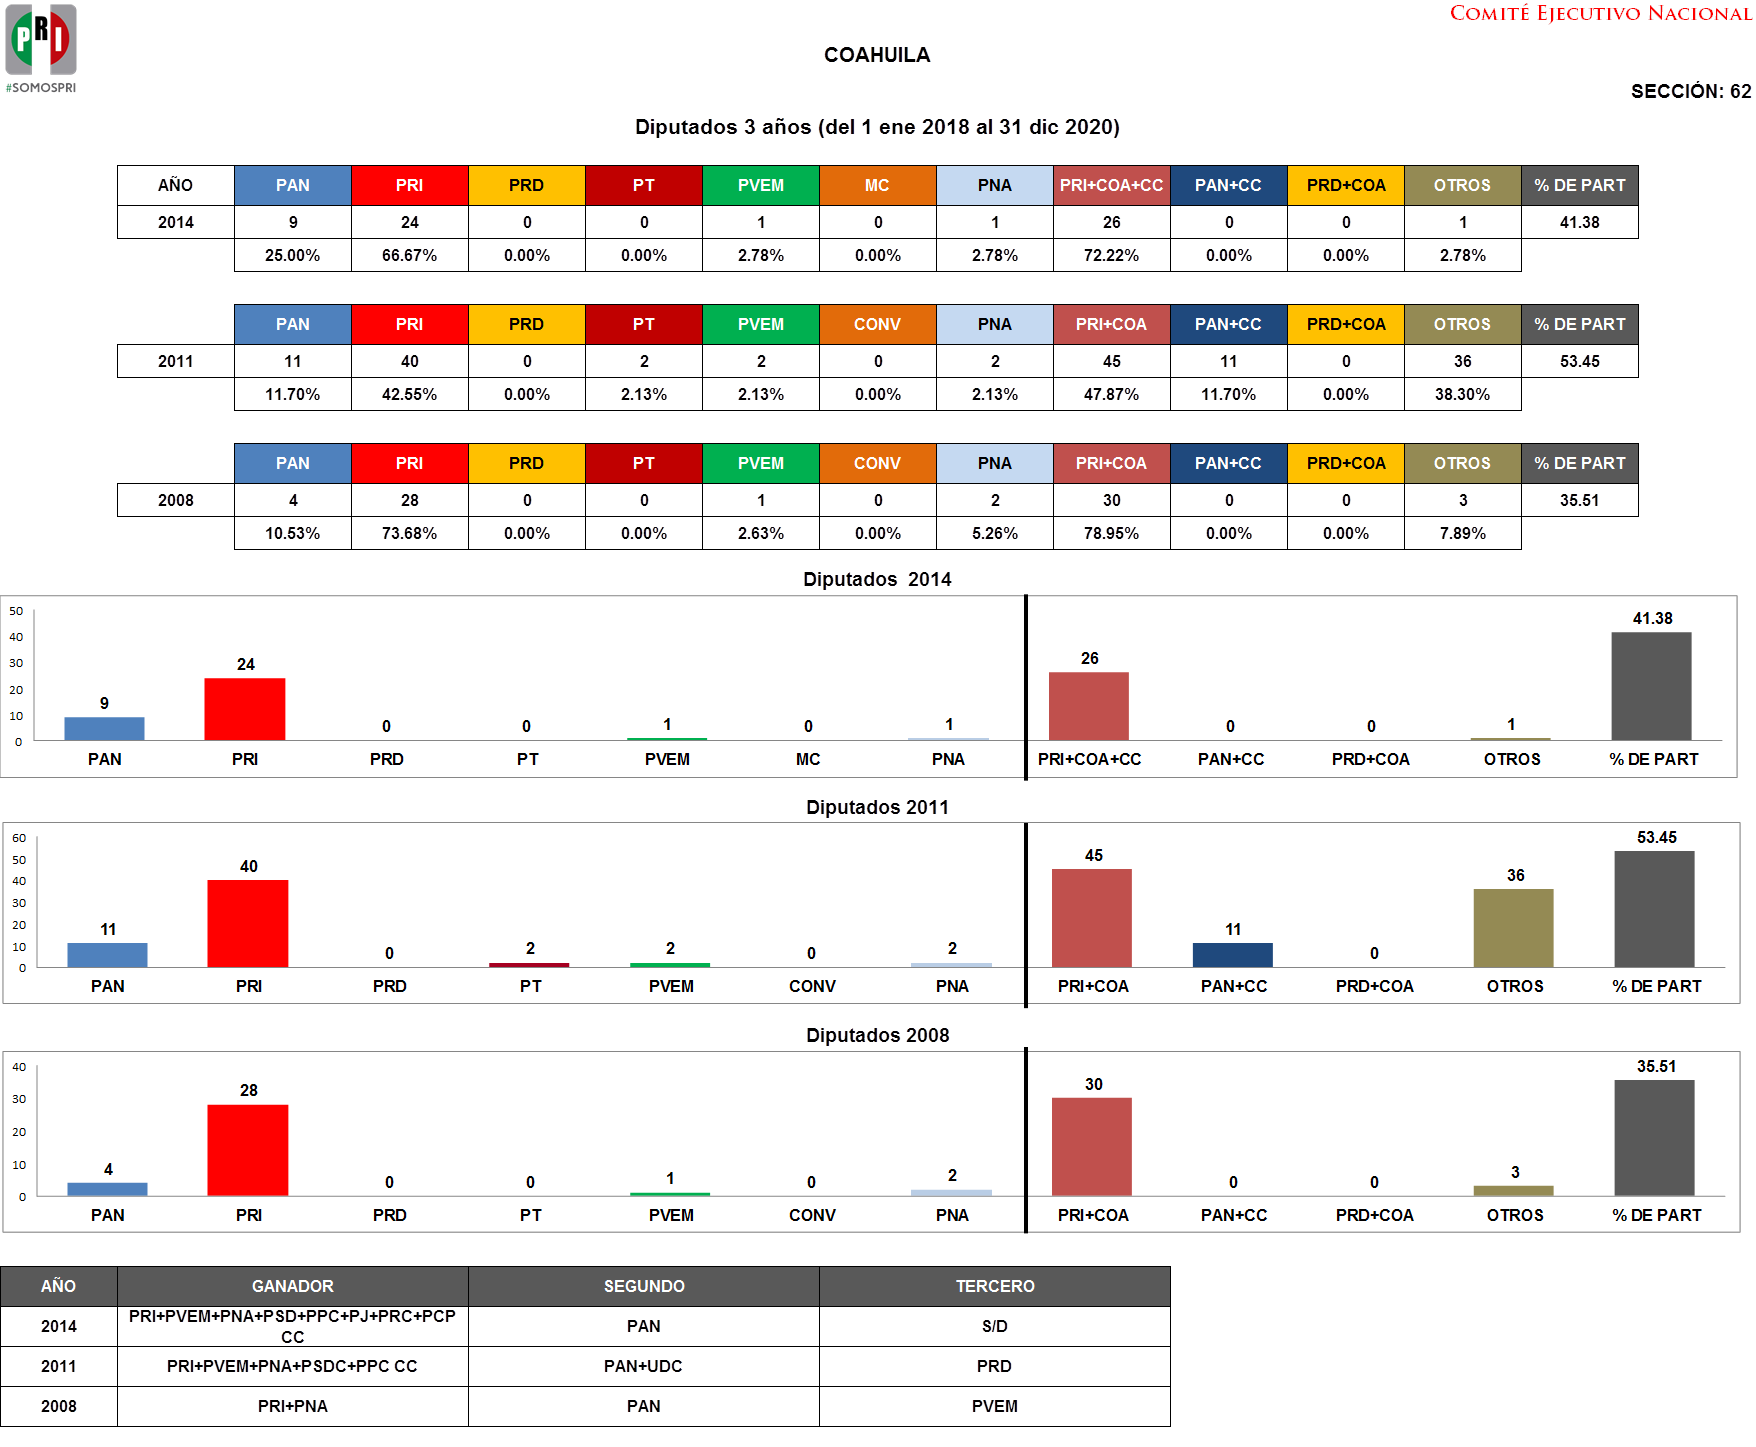 COMITÉ EJECUTIVO NACIONAL
PRI
#SOMOSPRI
COAHUILA
SECCIÓN: 62
Diputados 3 años (del 1 ene 2018 al 31 dic 2020)
AÑO PAN PRI PRD PT PVEM MC PNA PRI+COA+CC PAN+CC PRD+COA OTROS % DE PART
2014 9 24 0 0 1 0 1 26 0 0 1 41.38
25.00% 66.67% 0.00% 0.00% 2.78% 0.00% 2.78% 72.22% 0.00% 0.00% 2.78%
PAN PRI PRD PT PVEM CONV PNA PRI+COA PAN+CC PRD+COA OTROS % DE PART
2011 11 40 0 2 2 0 2 45 11 0 36 53.45
11.70% 42.55% 0.00% 2.13% 2.13% 0.00% 2.13% 47.87% 11.70% 0.00% 38.30%
PAN PRI PRD PT PVEM CONV PNA PRI+COA PAN+CC PRD+COA OTROS % DE PART
2008 4 28 0 0 1 0 2 30 0 0 3 35.51
10.53% 73.68% 0.00% 0.00% 2.63% 0.00% 5.26% 78.95% 0.00% 0.00% 7.89%
Diputados 2014
50
40
30
20
10
0
9 24 0 0 1 0 1 26 0 0 1 41.38
PAN PRI PRD PT PVEM MC PNA PRI+COA+CC PAN+CC PRD+COA OTROS % DE PART
Diputados 2011
60
50
40
30
20
10
0
11 40 0 2 2 0 2 45 11 0 36 53.45
PAN PRI PRD PT PVEM CONV PNA PRI+COA PAN+CC PRD+COA OTROS % DE PART
Diputados 2008
40
30
20
10
0
4 28 0 0 1 0 2 30 0 0 3 35.51
PAN PRI PRD PT PVEM CONV PNA PRI+COA PAN+CC PRD+COA OTROS % DE PART
AÑO GANADOR SEGUNDO TERCERO
2014 PRI+PVEM+PNA+PSD+PPC+PJ+PRC+PCP CC PAN S/D
2011 PRI+PVEM+PNA+PSDC+PPC CC PAN+UDC PRD
2008 PRI+PNA PAN PVEM